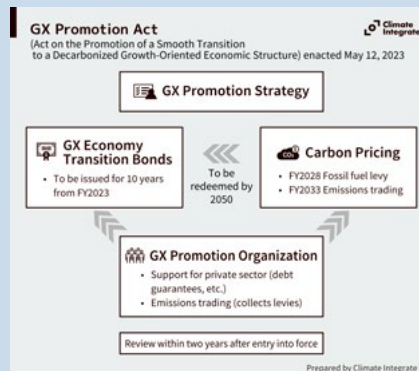 GX Promotion Act
(Act on the Promotion of a Smooth Transition
to a Decarbonized Growth-Oriented Economic Structure) enacted May 12, 2023
Climate
Integrate
GX Promotion Strategy
GX Economy
Transition Bonds
• To be issued for 10 years
from FY2023
To be
redeemed by
2050
CO₂
Carbon Pricing
• FY2028 Fossil fuel levy
• FY2033 Emissions trading
GX Promotion Organization
• Support for private sector (debt
guarantees, etc.)
• Emissions trading (collects levies)
Review within two years after entry into force
Prepared by Climate Integrate